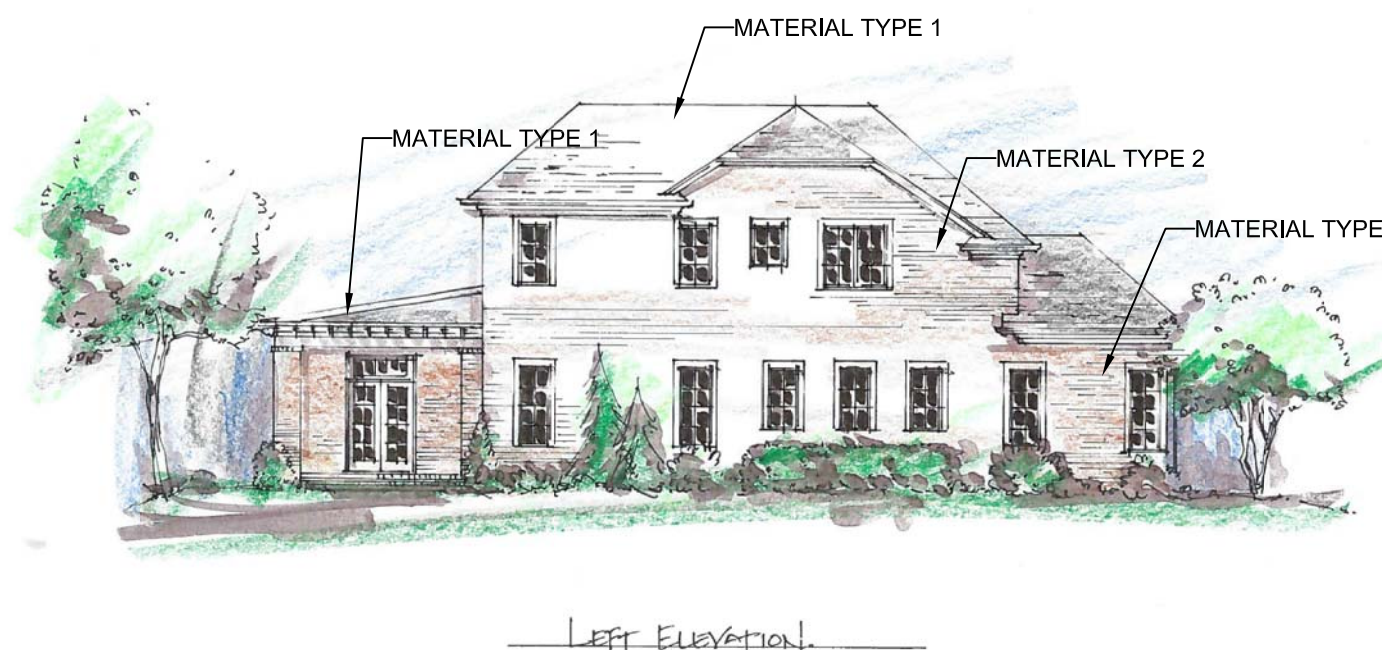 MATERIAL TYPE 1
MATERIAL TYPE 1
MATERIAL TYPE 2
MATERIAL TYPE
LEFT ELEVATION.